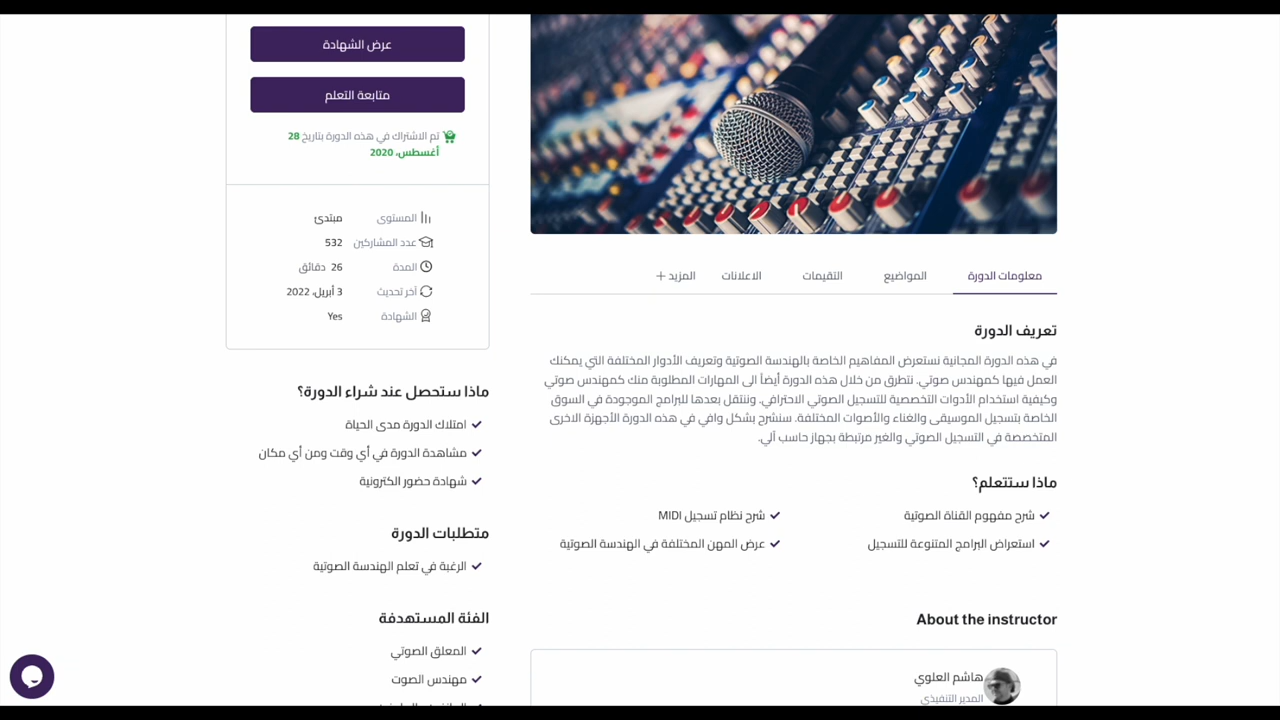 معلومات الدورة
المواضيع
التقيمات
الاعلانات
المزيد +
تعريف الدورة
في هذه الدورة المجانية نستعرض المفاهيم الخاصة بالهندسة الصوتية وتعريف الأدوار المختلفة التي يمكنك
العمل فيها كمهندس صوتي. نتطرق من خلال هذه الدورة أيضاً الى المهارات المطلوبة منك كمهندس صوتي
وكيفية استخدام الأدوات التخصصية للتسجيل الصوتي الاحترافي. وننتقل بعدها للبرامج الموجودة في السوق
الخاصة بتسجيل الموسيقى والغناء والأصوات المختلفة. سنشرح بشكل وافي في هذه الدورة الأجهزة الاخرى
المتخصصة في التسجيل الصوتي والغير مرتبطة بجهاز حاسب آلي.
ماذا ستتعلم؟
شرح مفهوم القناة الصوتية
شرح نظام تسجيل MIDI
استعراض البرامج المتنوعة للتسجيل
عرض المهن المختلفة في الهندسة الصوتية
About the instructor
هاشم العلوي
المدير التنفيذي
عرض الشهادة
متابعة التعلم
تم الاشتراك في هذه الدورة بتاريخ 28
أغسطس، 2020
المستوى مبتدئ
عدد المشاركين 532
المدة 26 دقائق
آخر تحديث 3 أبريل، 2022
الشهادة Yes
ماذا ستحصل عند شراء الدورة؟
امتلاك الدورة مدى الحياة
مشاهدة الدورة في أي وقت ومن أي مكان
شهادة حضور الكترونية
متطلبات الدورة
الرغبة في تعلم الهندسة الصوتية
الفئة المستهدفة
المعلق الصوتي
مهندس الصوت